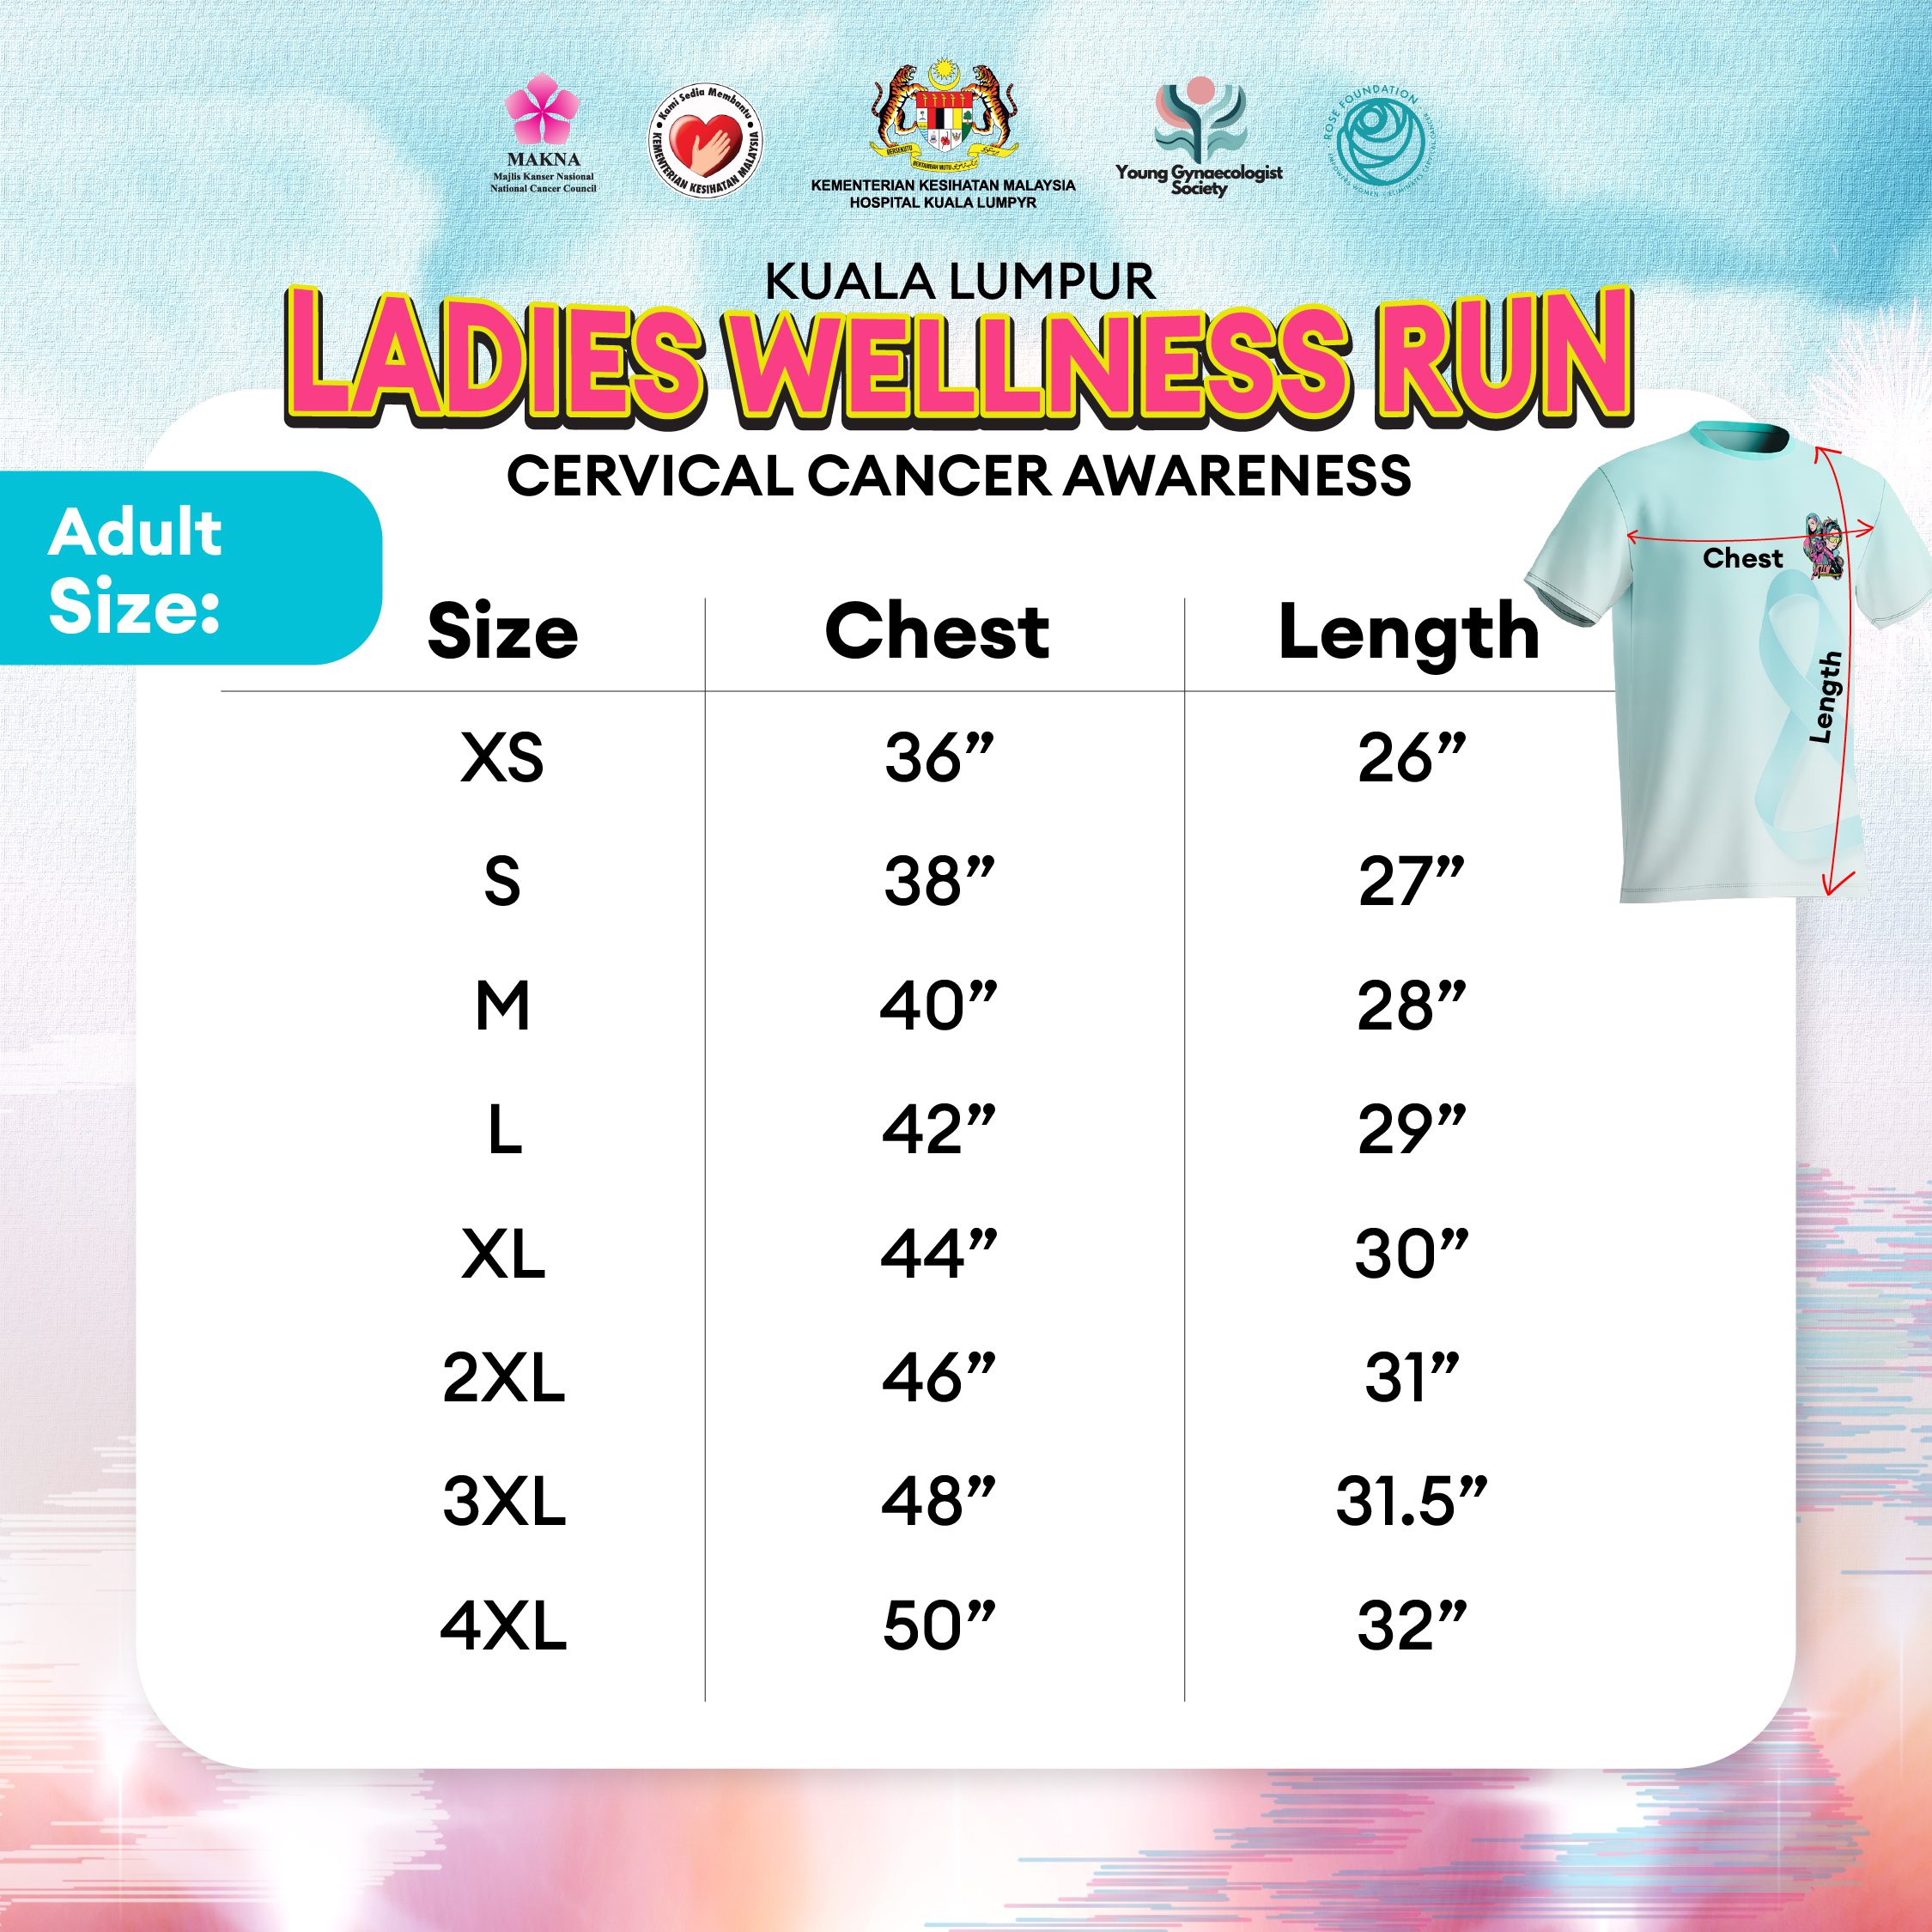 MAKNA
Majlis Kanser Nasional
National Cancer Council
Kami Sedia Membantu
KEMENTERIAN KESIHATAN MALAYSIA
BERSEKUTU
BERTAMBAH MUTU
KEMENTERIAN KESIHATAN MALAYSIA
HOSPITAL KUALA LUMPYR
Young Gynaecologist
Society
ROSE FOUNDATION
KUALA LUMPUR
LADIES WELLNESS RUN
CERVICAL CANCER AWARENESS
Adult
Size:
Chest
Length
Size Chest Length
XS 36” 26”
S 38” 27”
M 40” 28”
L 42” 29”
XL 44” 30”
2XL 46” 31”
3XL 48” 31.5”
4XL 50” 32”